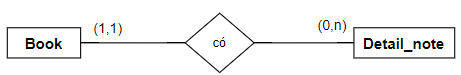 (1,1)
(0,n)
Book
có
Detail_note